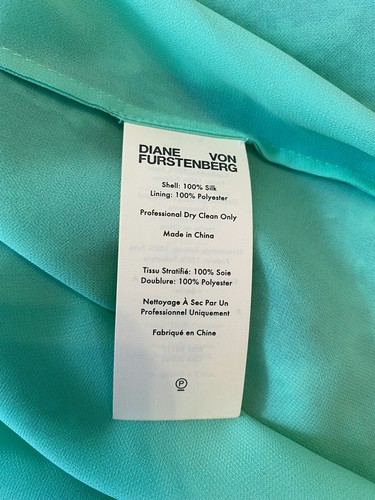 DIANE VON
FURSTENBERG
Shell: 100% Silk
Lining: 100% Polyester
Professional Dry Clean Only
Made in China
Tissu Stratifié: 100% Soie
Doublure: 100% Polyester
Nettoyage À Sec Par Un
Professionel Uniquement
Fabriqué en Chine
P